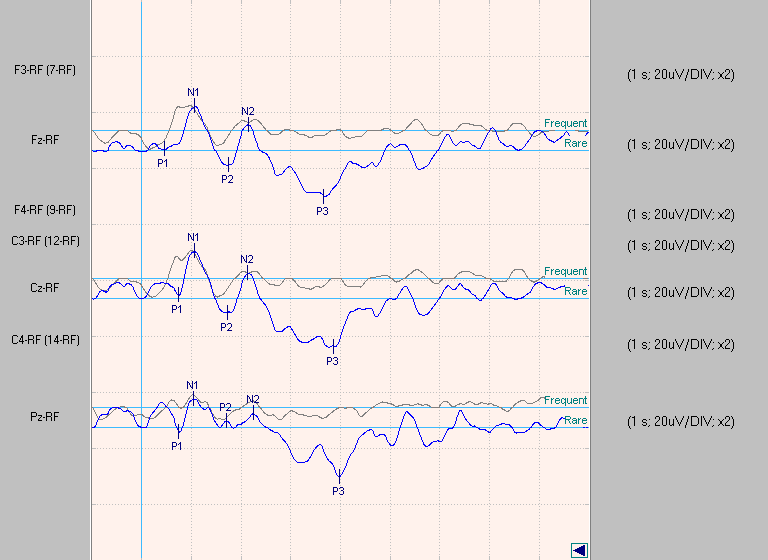 F3-RF (7-RF) (1 s; 20uV/DIV; x2)
N1
N2
Frequent
Fz-RF Rare (1 s; 20uV/DIV; x2)
P1
P2
P3
F4-RF (9-RF) (1 s; 20uV/DIV; x2)
C3-RF (12-RF) N1 (1 s; 20uV/DIV; x2)
N2
Frequent
Cz-RF Rare (1 s; 20uV/DIV; x2)
P1
P2
C4-RF (14-RF) (1 s; 20uV/DIV; x2)
P3
N1
P2 N2 Frequent
Pz-RF Rare (1 s; 20uV/DIV; x2)
P1
P3